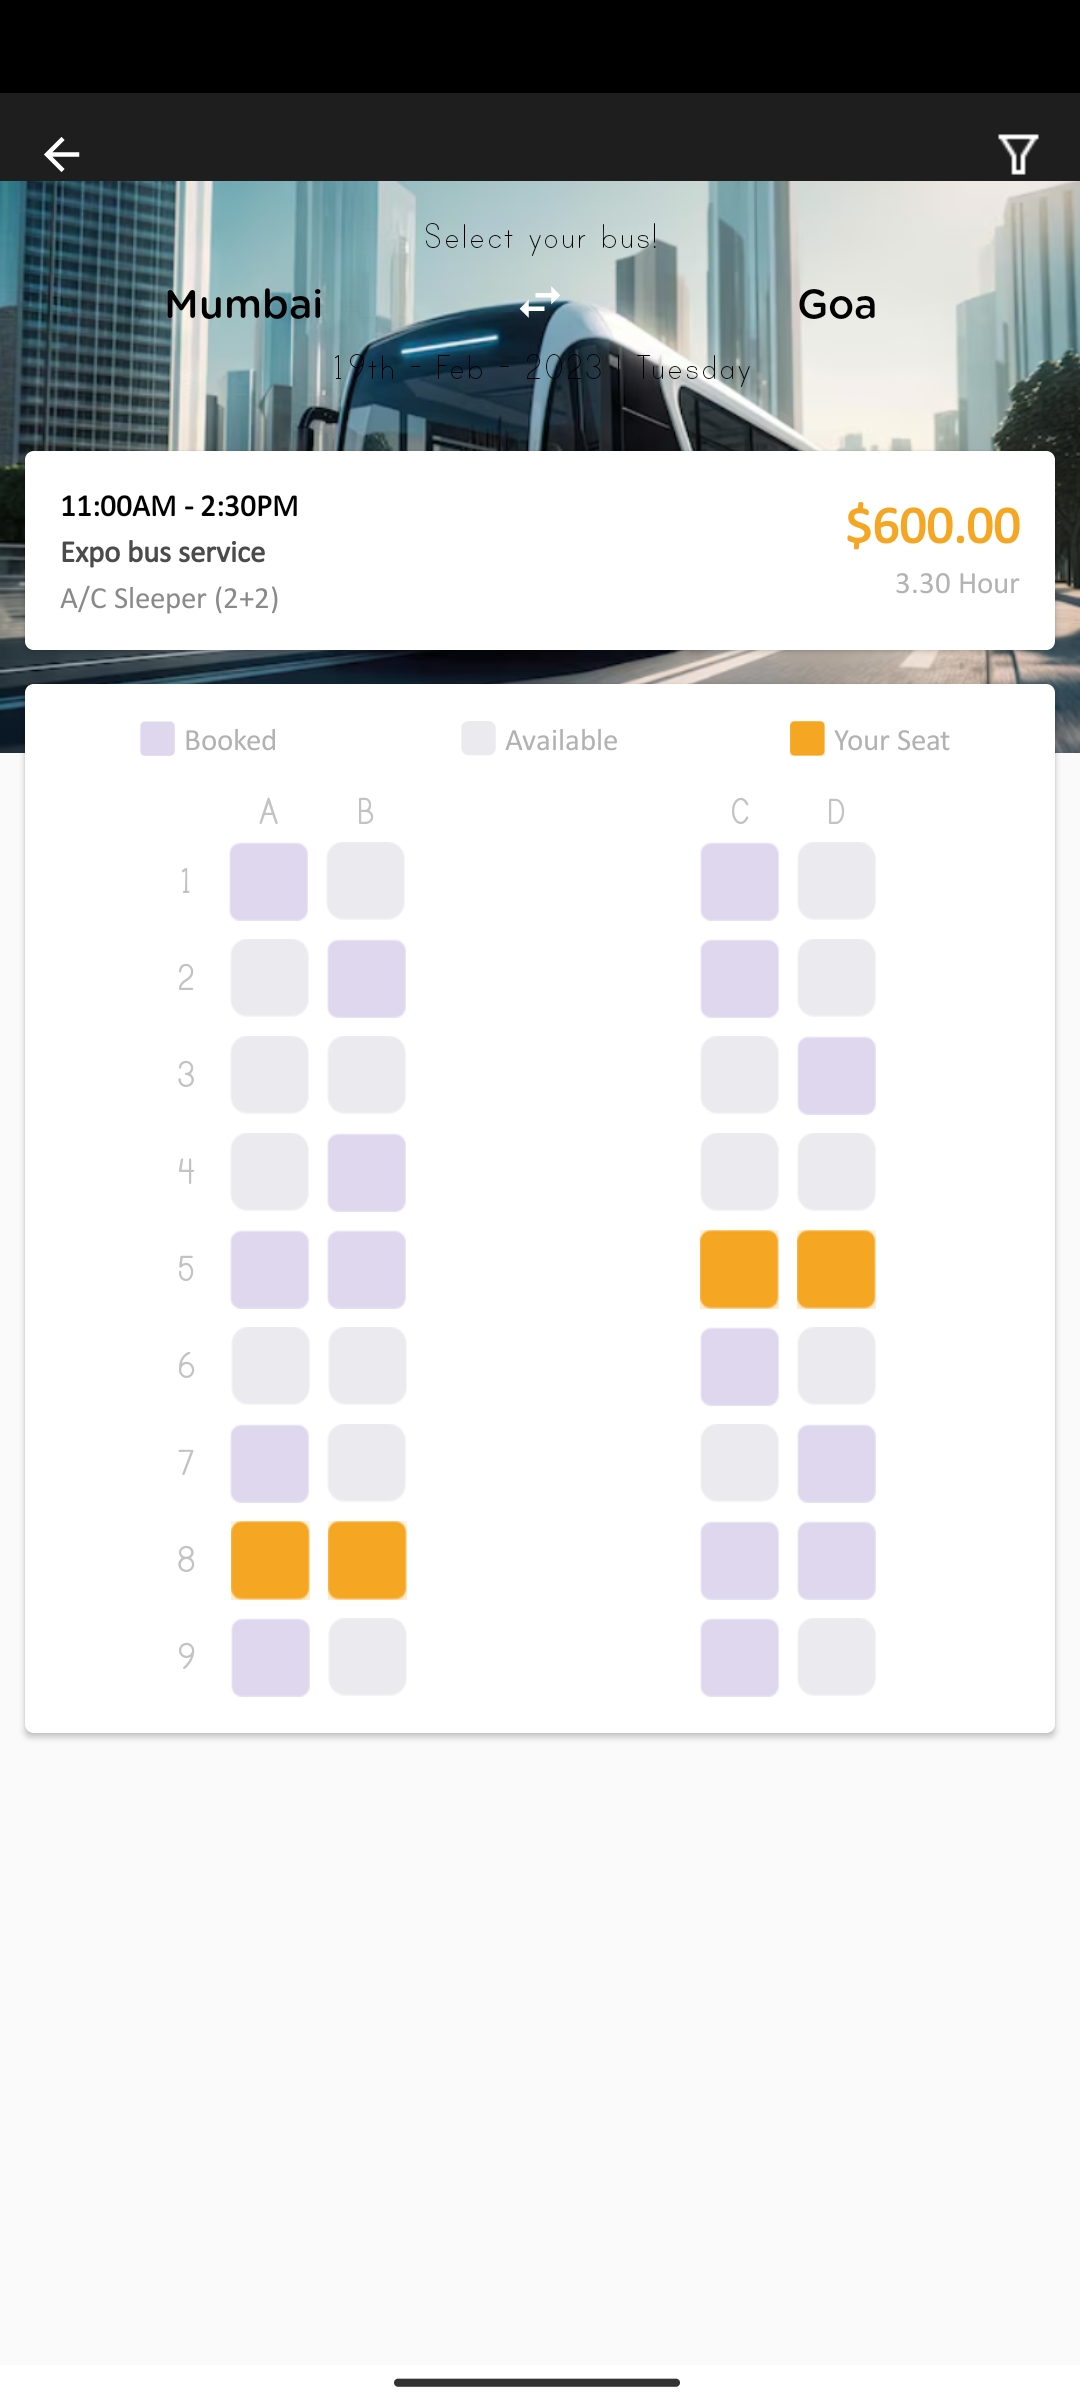 Select your bus!
Mumbai Goa
19th - Feb - 2023 | Tuesday
11:00AM - 2:30PM
$600.00
Expo bus service
3.30 Hour
A/C Sleeper (2+2)
Booked Available Your Seat
A B C D
1
2
3
4
5
6
7
8
9